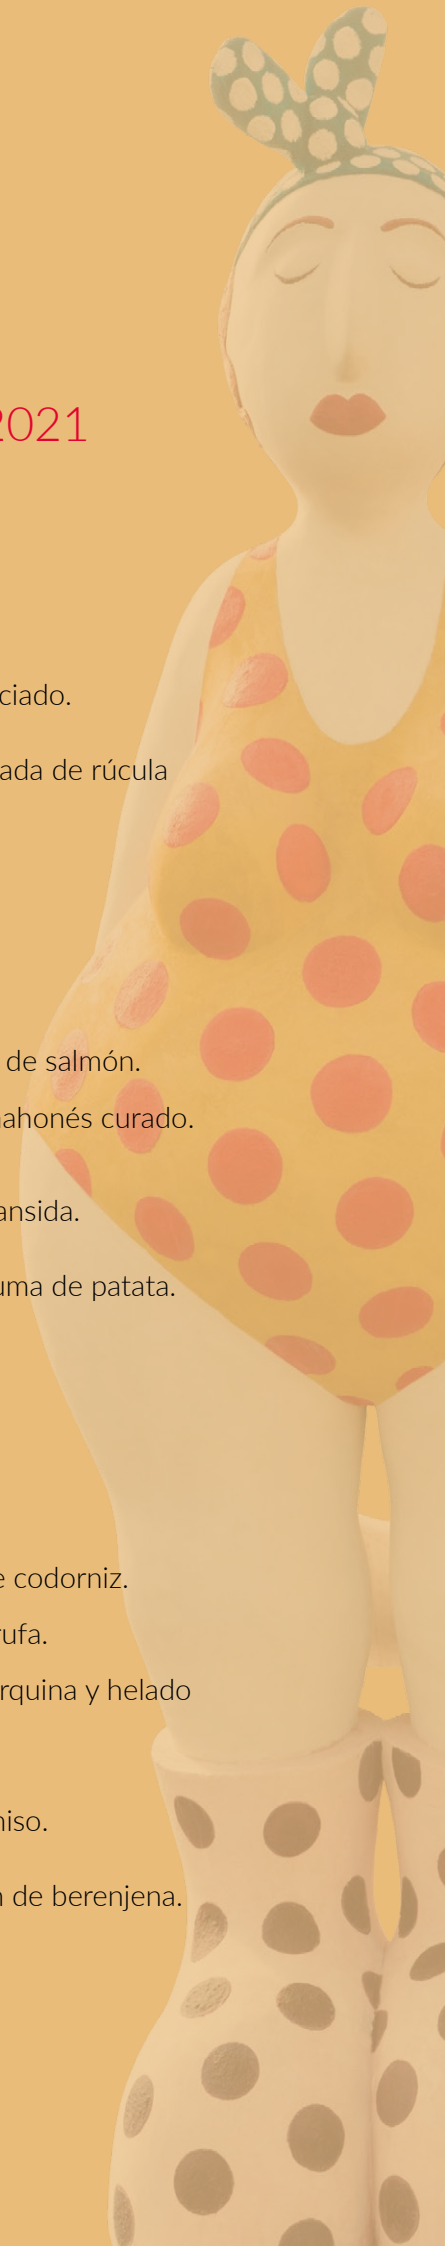 2021
ciado.
ada de rúcula
de salmón.
ahonés curado.
ansida.
uma de patata.
codorniz.
ufa.
rquina y helado
niso.
de berenjena.